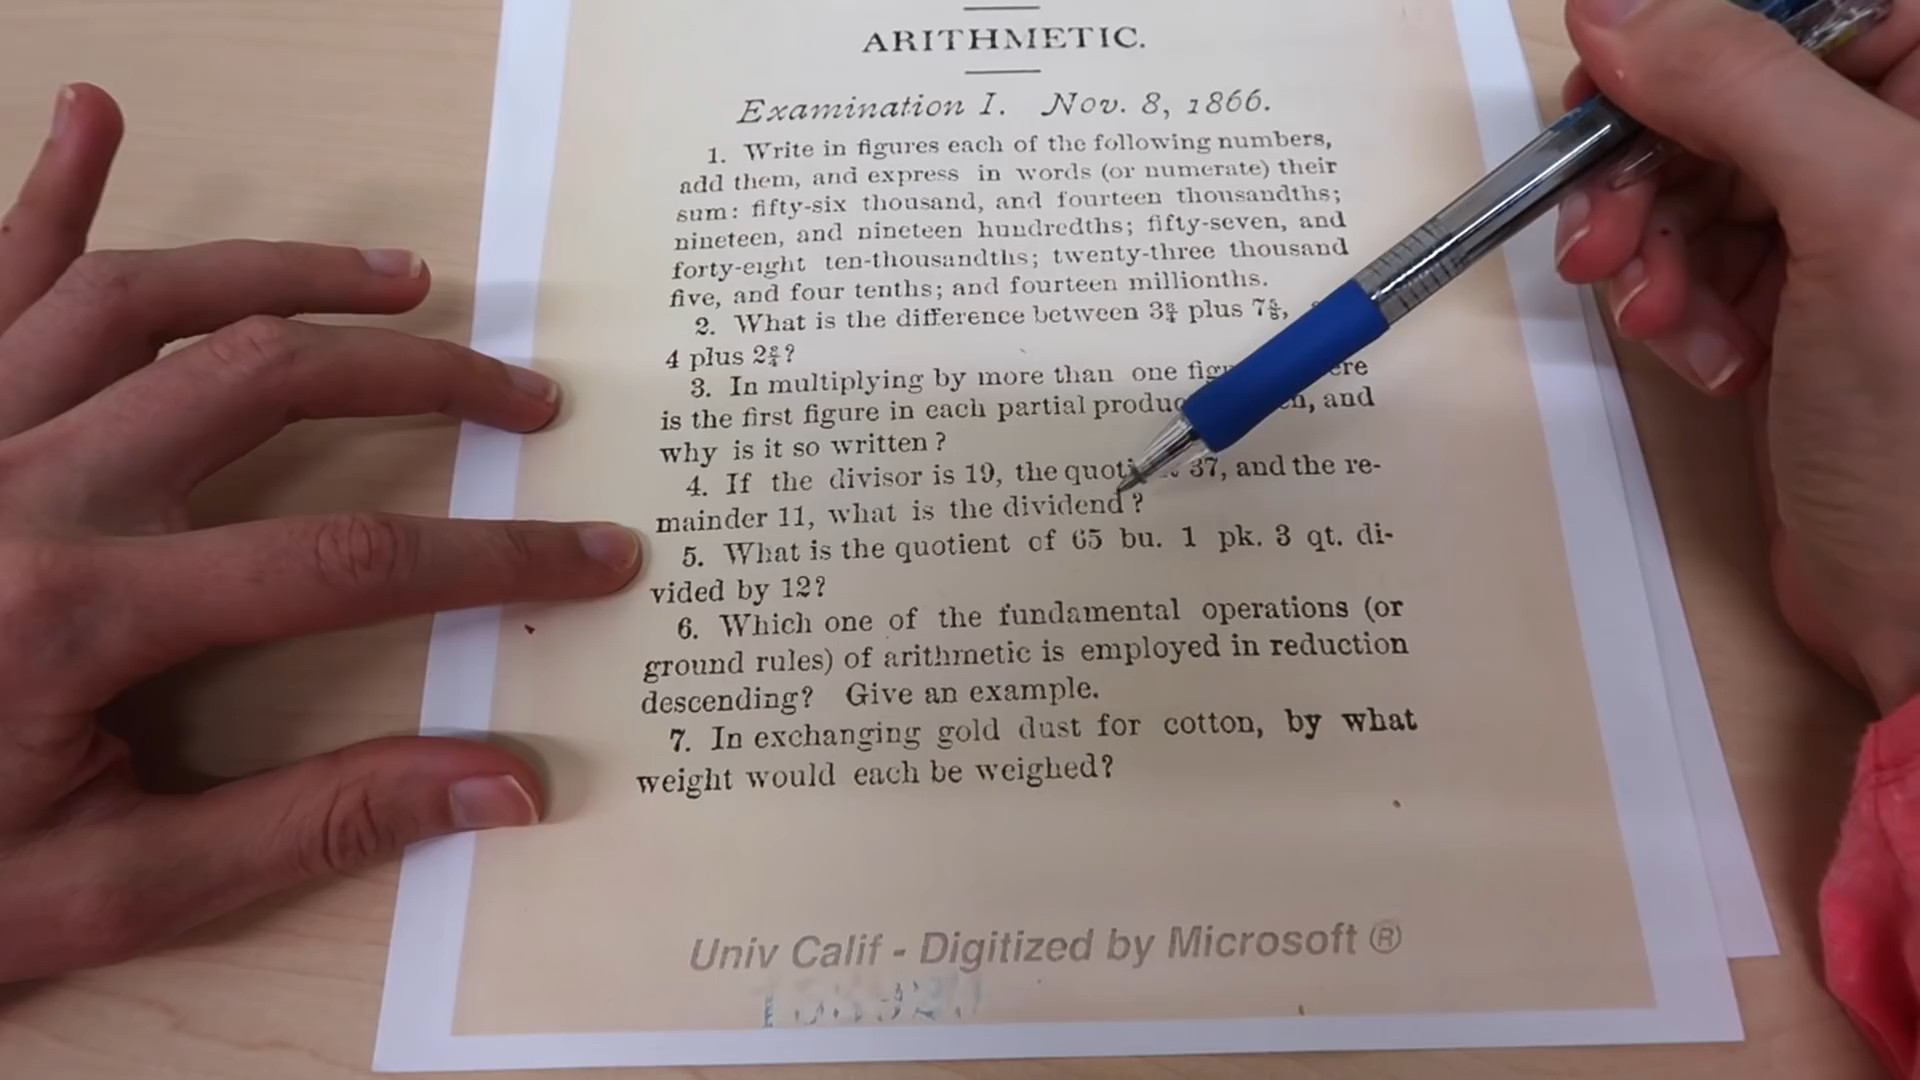 ARITHMETIC.
Examination I. Nov. 8, 1866.
1. Write in figures each of the following numbers,
add them, and express in words (or numerate) their
sum: fifty-six thousand, and fourteen thousandths;
nineteen, and nineteen hundredths; fifty-seven, and
forty-eight ten-thousandths; twenty-three thousand
five, and four tenths; and fourteen millionths.
2. What is the difference between 3 plus 7
4 plus 2
3. In multiplying by more than one
is the first figure in each partial and
why is it so written?
4. If the divisor is 19, the 37, and the re-
mainder 11, what is the dividend?
5. What is the quotient of 65 bu. 1 pk. 3 qt. di-
vided by 12?
6. Which one of the fundamental operations (or
ground rules) of arithmetic is employed in reduction
descending? Give an example.
7. In exchanging gold dust for cotton, by what
weight would each be weighed?
Univ Calif - Digitized by Microsoft ®